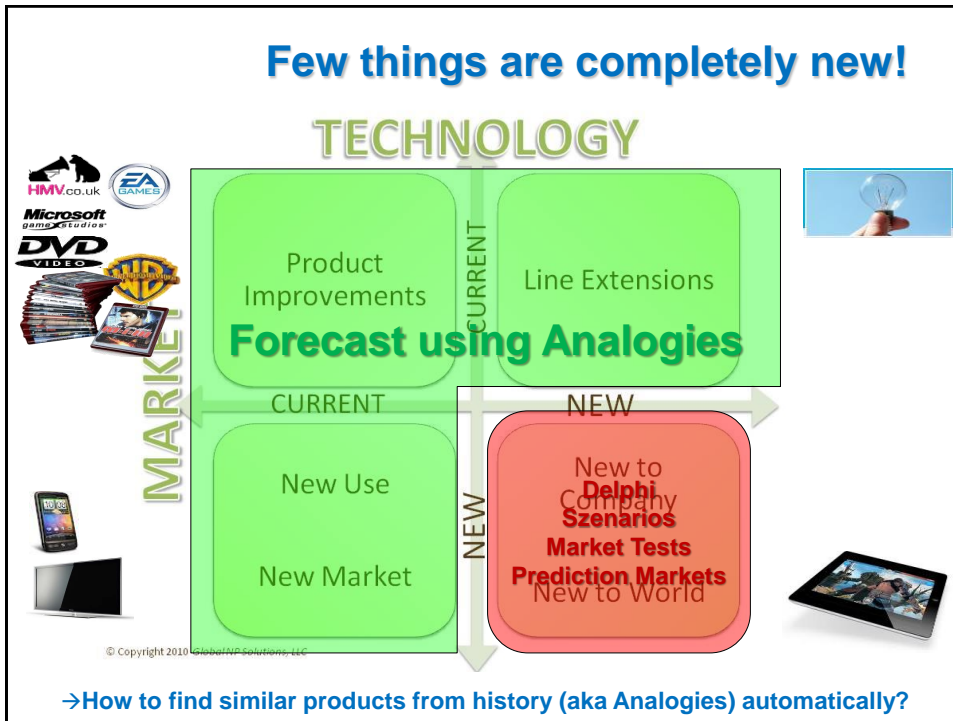 Few things are completely new!
TECHNOLOGY
HMV.co.uk
EA
GAMES
Microsoft
game studios
DVD
VIDEO
WB
MARKET
CURRENT
Product
Improvements
Line Extensions
Forecast using Analogies
CURRENT
NEW
NEW
New Use
New Market
New to
Company
New to World
Delphi
Szenarios
Market Tests
Prediction Markets
© Copyright 2010 Global NP Solutions, LLC
→How to find similar products from history (aka Analogies) automatically?